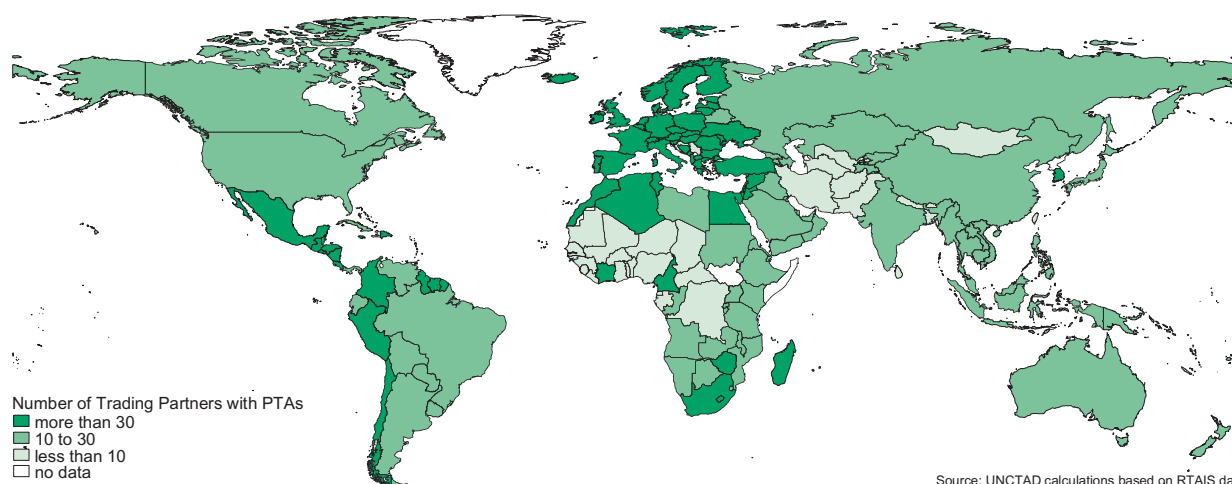 Number of Trading Partners with PTAs
more than 30
10 to 30
less than 10
no data
Source: UNCTAD calculations based on RTAIS